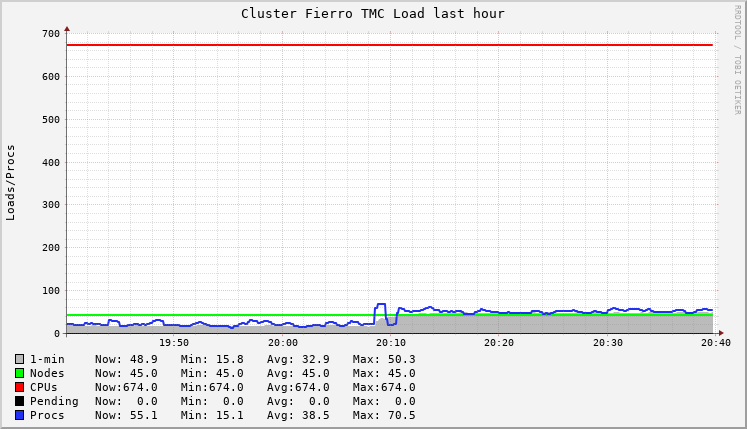 Cluster Fierro TMC Load last hour
RRDTOOL / TOBI OETIKER
Loads/Procs
700
600
500
400
300
200
100
0
19:50 20:00 20:10 20:20 20:30 20:40
1-min Now: 48.9 Min: 15.8 Avg: 32.9 Max: 50.3
Nodes Now: 45.0 Min: 45.0 Avg: 45.0 Max: 45.0
CPUs Now:674.0 Min:674.0 Avg:674.0 Max:674.0
Pending Now: 0.0 Min: 0.0 Avg: 0.0 Max: 0.0
Procs Now: 55.1 Min: 15.1 Avg: 38.5 Max: 70.5